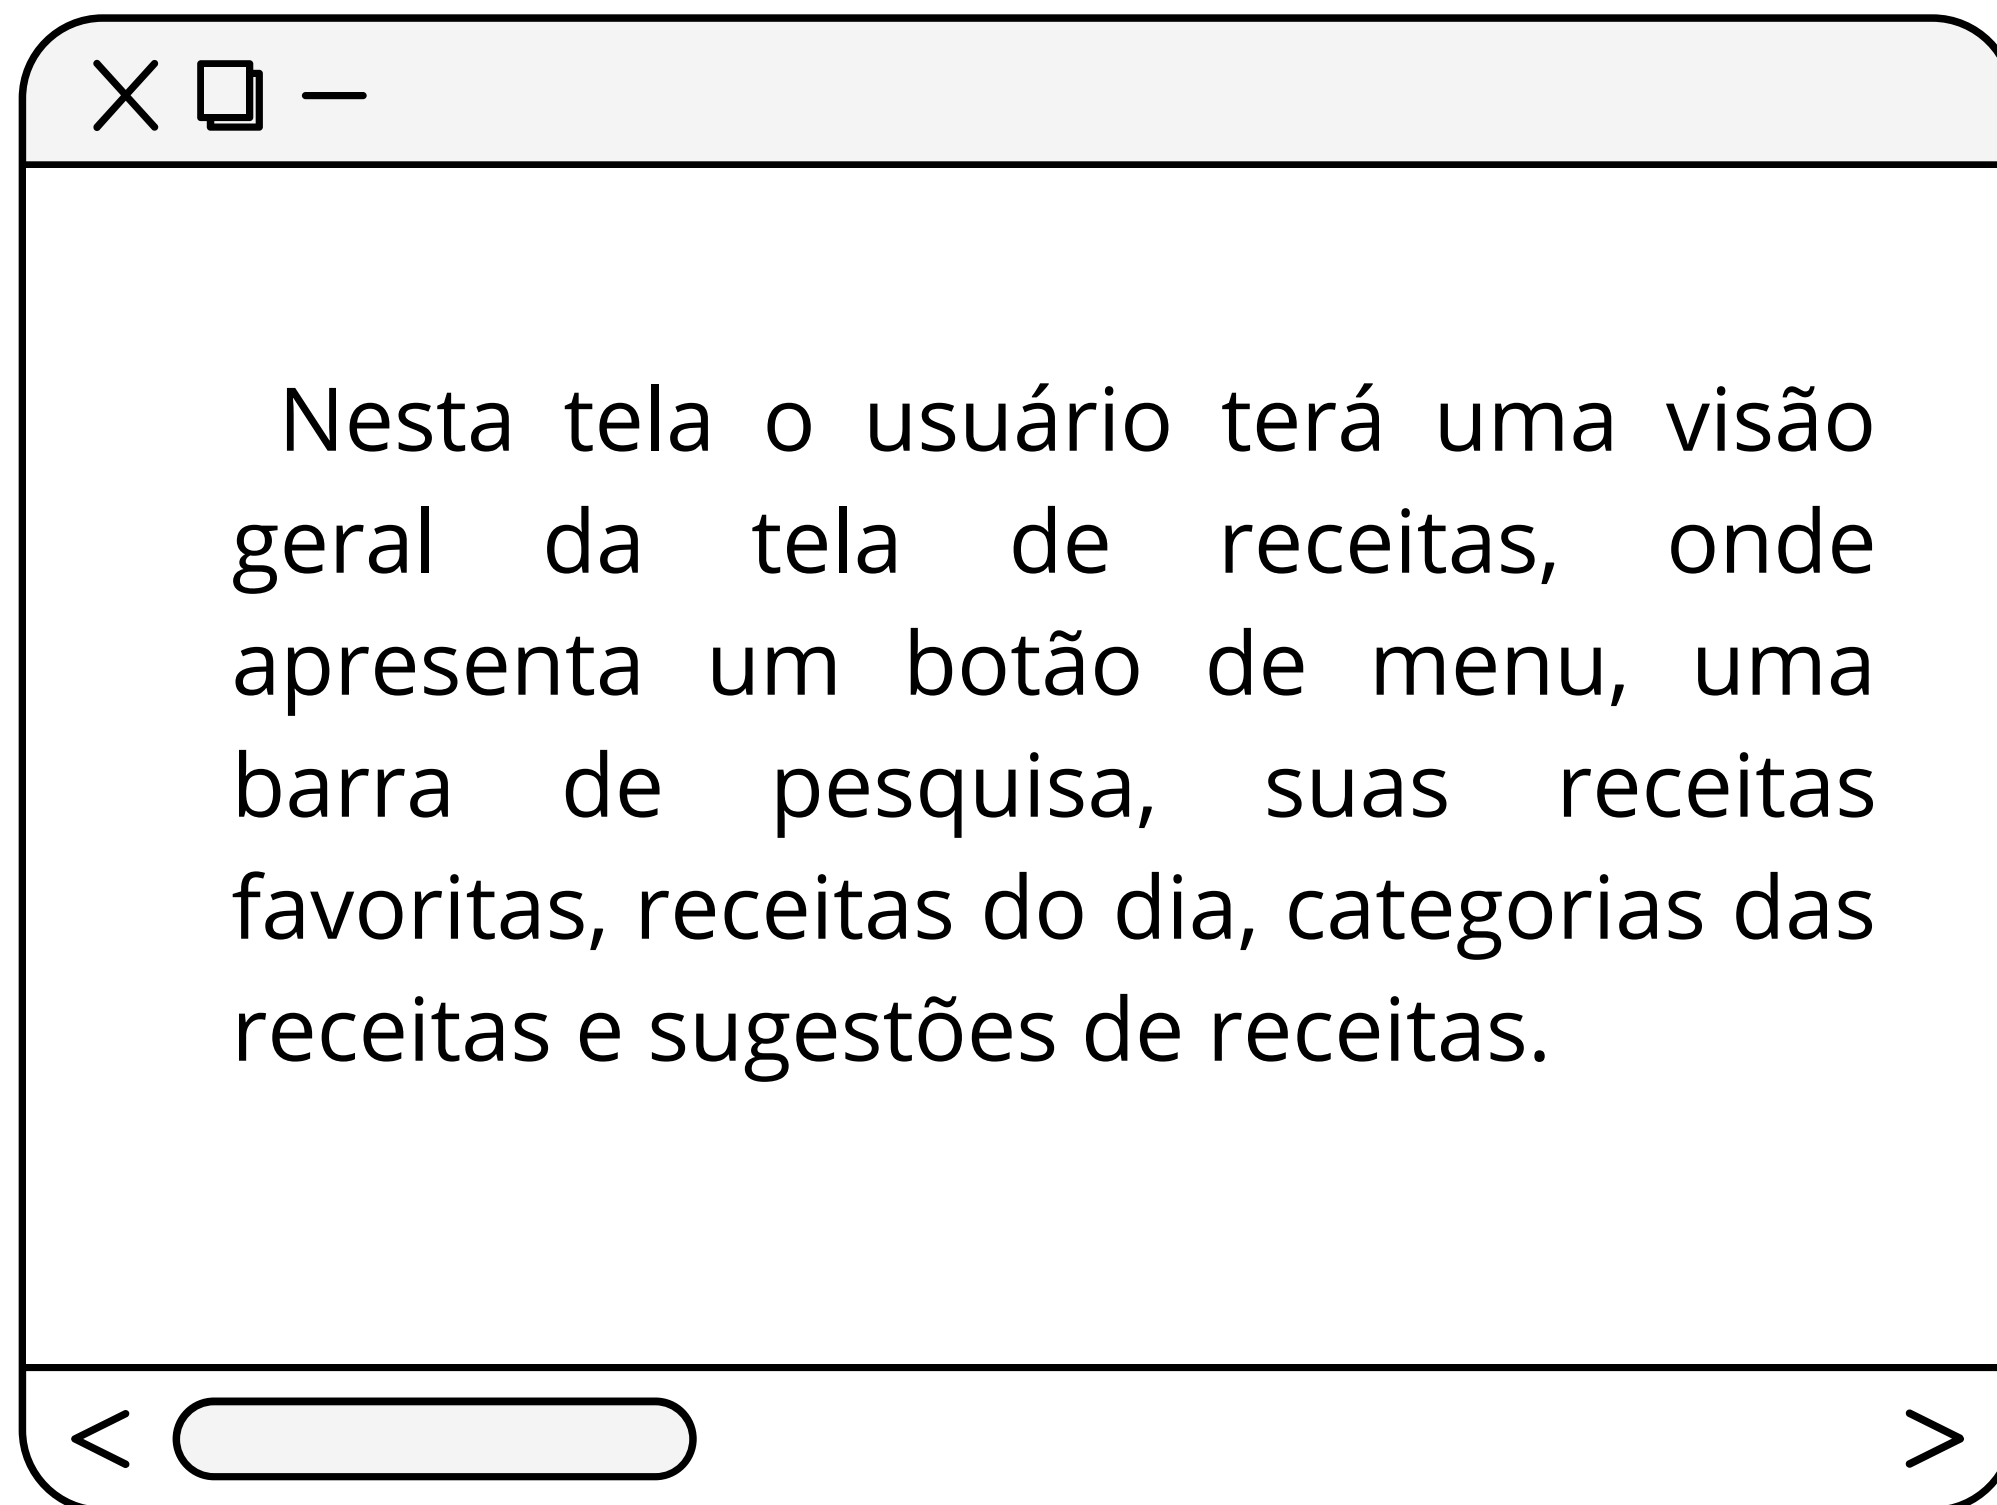 Nesta tela o usuário terá uma visão
geral da tela de receitas, onde
apresenta um botão de menu, uma
barra de pesquisa, suas receitas
favoritas, receitas do dia, categorias das
receitas e sugestões de receitas.